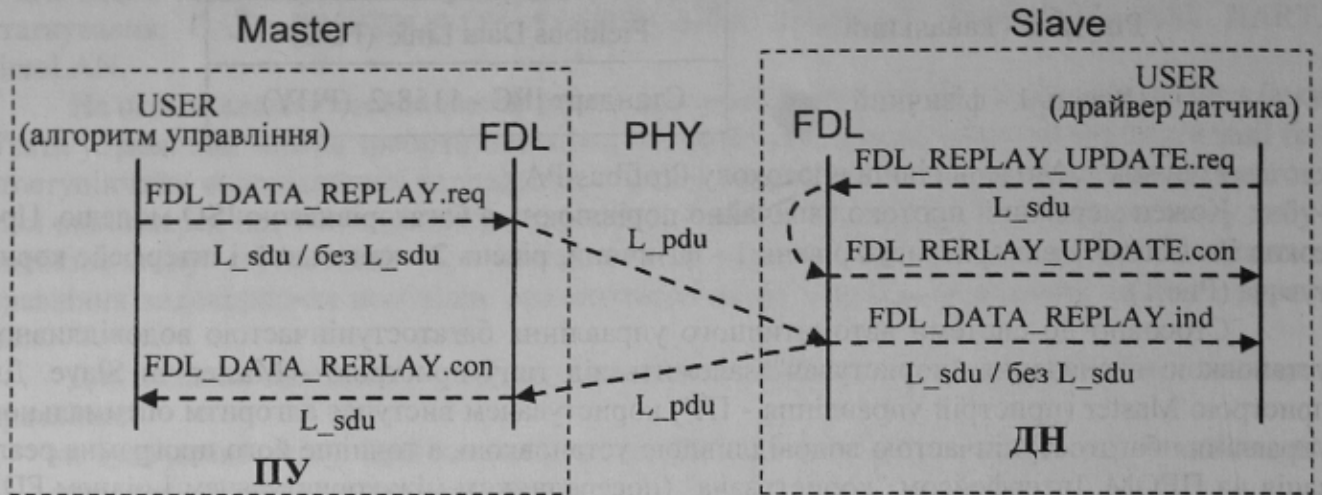 Master
Slave
USER
(алгоритм управління)
FDL
PHY
FDL
USER
(драйвер датчика)
FDL_DATA_REPLAY.req
L_sdu / без L_sdu
L_pdu
FDL_REPLAY_UPDATE.req
L_sdu
FDL_RERLAY_UPDATE.con
FDL_DATA_REPLAY.ind
L_sdu / без L_sdu
FDL_DATA_RERLAY.con
L_sdu
L_pdu
ПУ
ДН